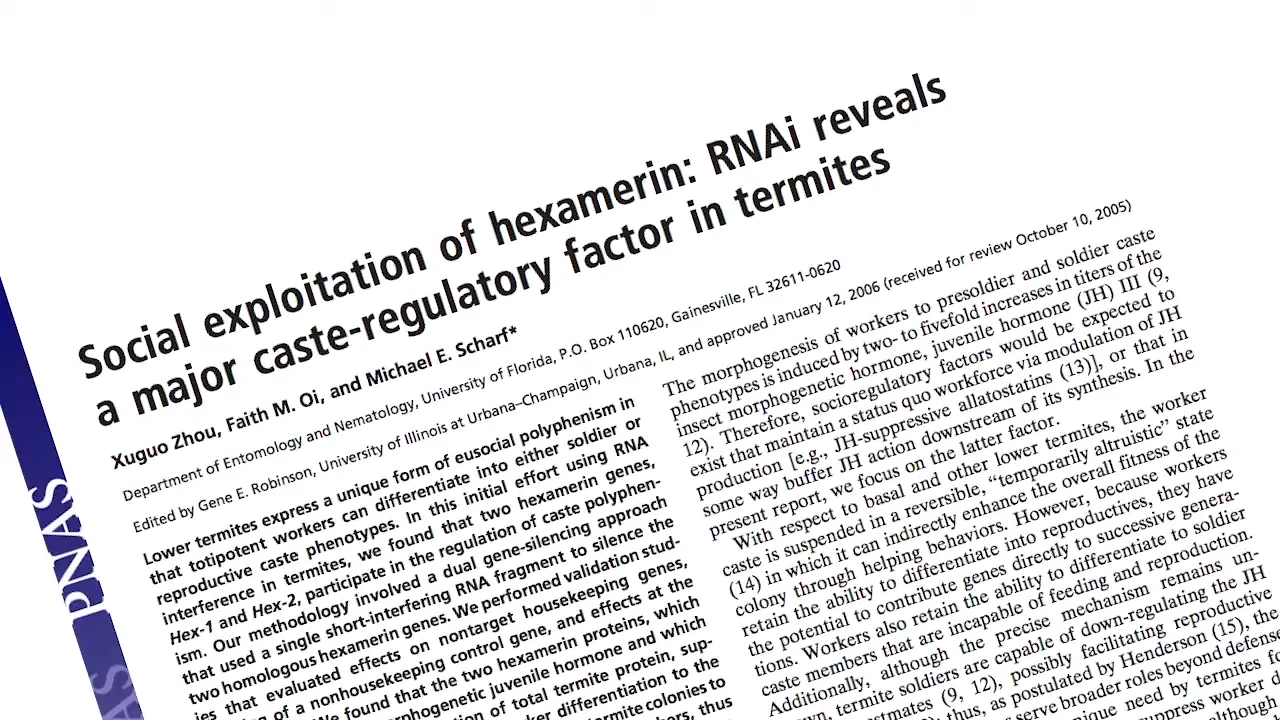 Social exploitation of hexamerin: RNAi reveals
a major caste-regulatory factor in termites
Xuguo Zhou, Faith M. Oi, and Michael E. Scharf*
Department of Entomology and Nematology, University of Florida, P.O. Box 110620, Gainesville, FL 32611-0620
Edited by Gene E. Robinson, University of Illinois at Urbana–Champaign, Urbana, IL, and approved January 12, 2006 (received for review October 10, 2005)
Lower termites express a unique form of eusocial polyphenism in
that totipotent workers can differentiate into either soldier or
reproductive caste phenotypes. In this initial effort using RNA
interference in termites, we found that two hexamerin genes,
Hex-1 and Hex-2, participate in the regulation of caste polyphen-
ism. Our methodology involved a dual gene-silencing approach
that used a single short-interfering RNA fragment to silence the
two homologous hexamerin genes. We performed validation stud-
ies that evaluated effects on nontarget housekeeping genes,
of a nonhousekeeping control gene, and effects at the
We found that the two hexamerin proteins, which
juvenile hormone and which
of total termite protein, sup-
differentiation to the
colonies to
thus
The morphogenesis of workers to presoldier and soldier caste
phenotypes is induced by two- to fivefold increases in titers of the
insect morphogenetic hormone, juvenile hormone (JH) III (9,
12). Therefore, socioregulatory factors would be expected to
exist that maintain a status quo workforce via modulation of JH
production [e.g., JH-suppressive allatostatins (13)], or that in
some way buffer JH action downstream of its synthesis. In the
present report, we focus on the latter factor.
With respect to basal and other lower termites, the worker
caste is suspended in a reversible, “temporarily altruistic” state
(14) in which it can indirectly enhance the overall fitness of the
colony through helping behaviors. However, because workers
retain the ability to differentiate into reproductives, they have
the potential to contribute genes directly to successive genera-
tions. Workers also retain the ability to differentiate to soldier
caste members that are incapable of feeding and reproduction.
Additionally, although the precise mechanism remains un-
termite soldiers are capable of down-regulating the JH
(9, 12), possibly facilitating reproductive
thus, as postulated by Henderson (15), the
serve broader roles beyond defense
need by termites
worker
although
PNAS